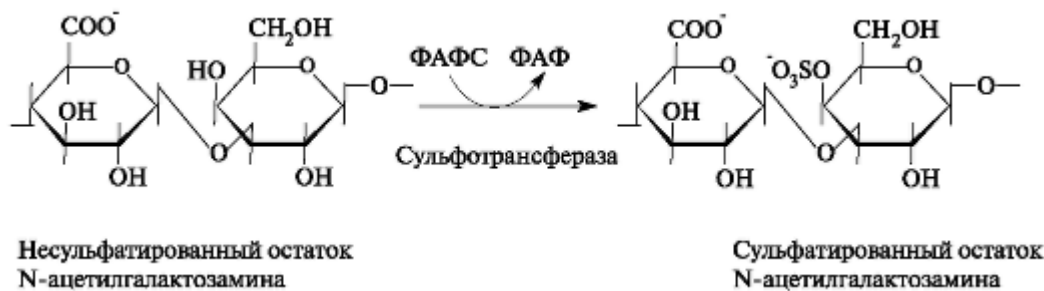 COO⁻
CH₂OH
O
HO
O
O
OH
O
OH
OH
ФАФС ФАФ
Сульфотрансфераза
COO⁻
CH₂OH
O
⁻O₃SO
O
O
OH
O
OH
OH
Несульфатированный остаток
N-ацетилгалактозамина
Сульфатированный остаток
N-ацетилгалактозамина